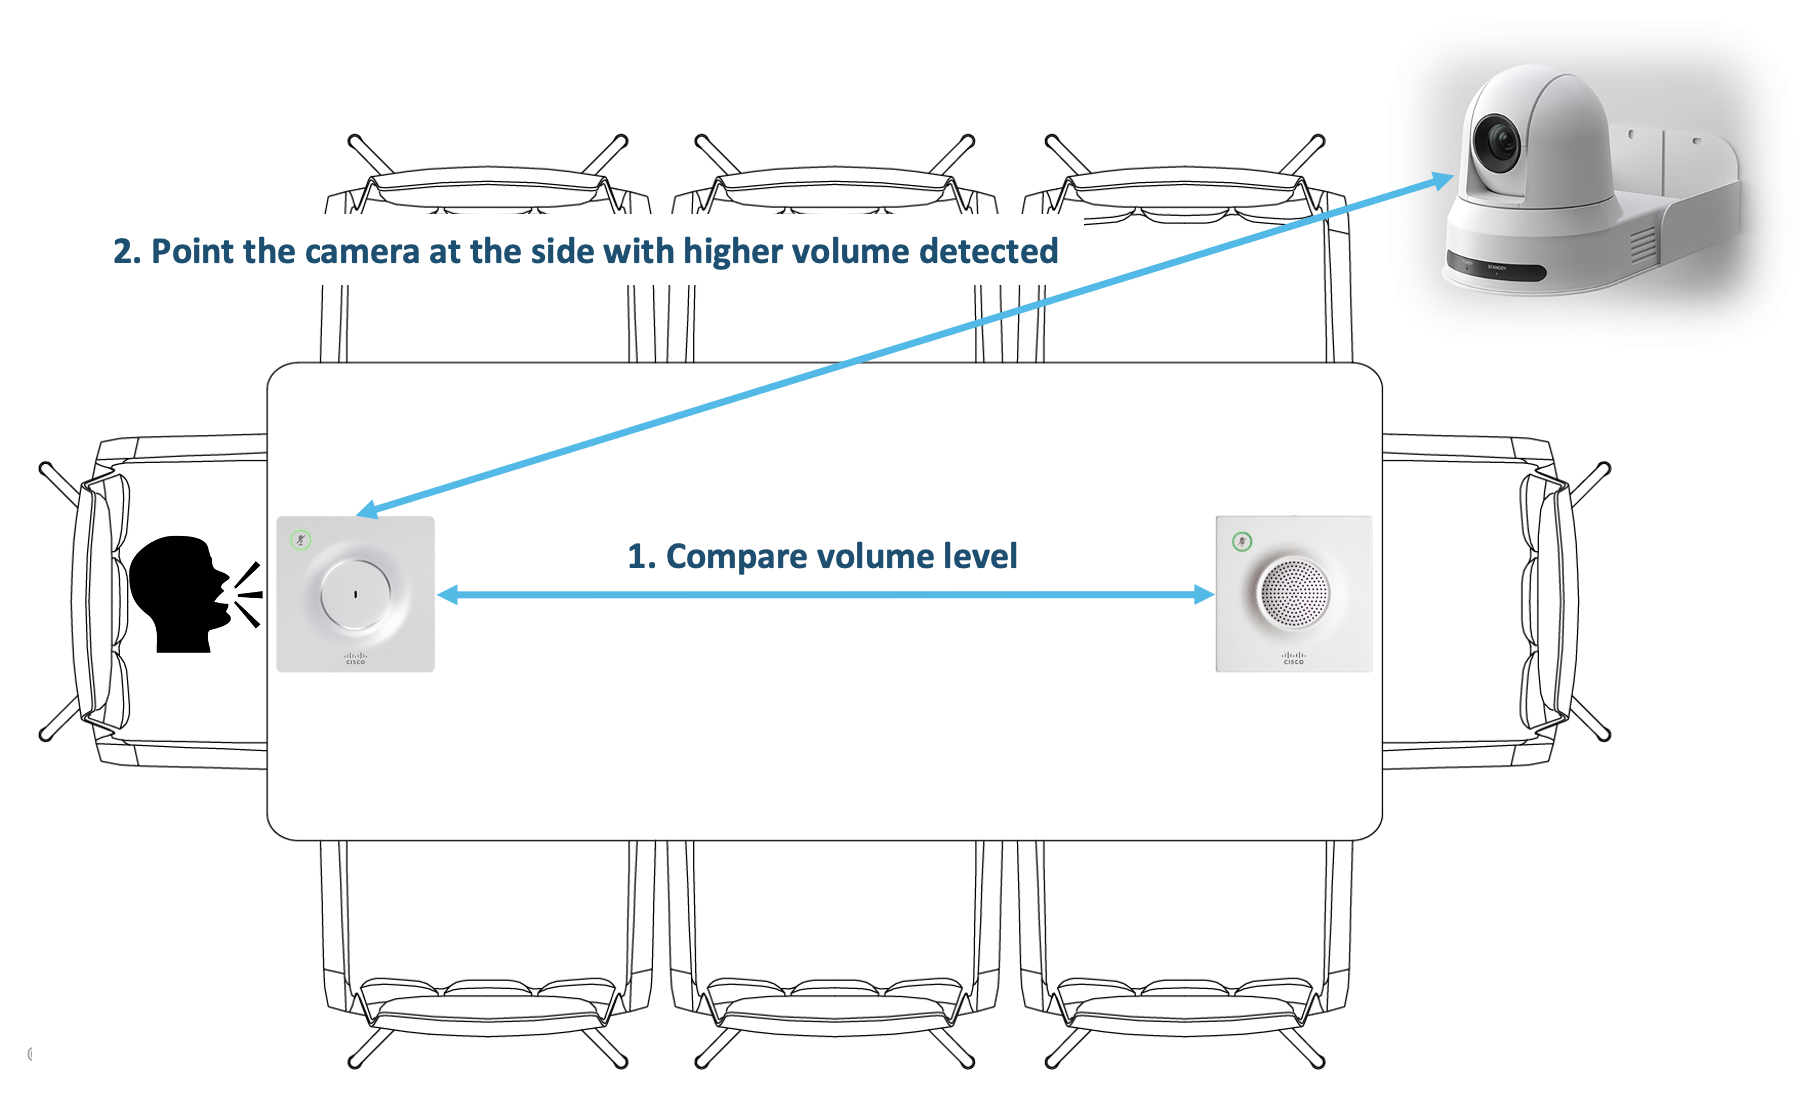 2. Point the camera at the side with higher volume detected
STANDBY
1. Compare volume level
CISCO
CISCO